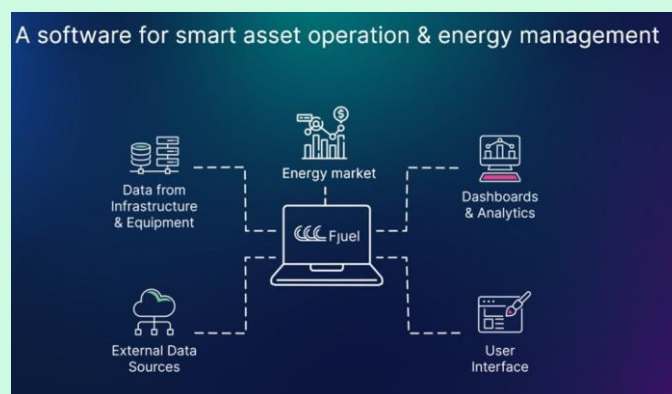 A software for smart asset operation & energy management
Energy market
Data from
Infrastructure
& Equipment
Dashboards
& Analytics
Fjuel
External Data
Sources
User
Interface